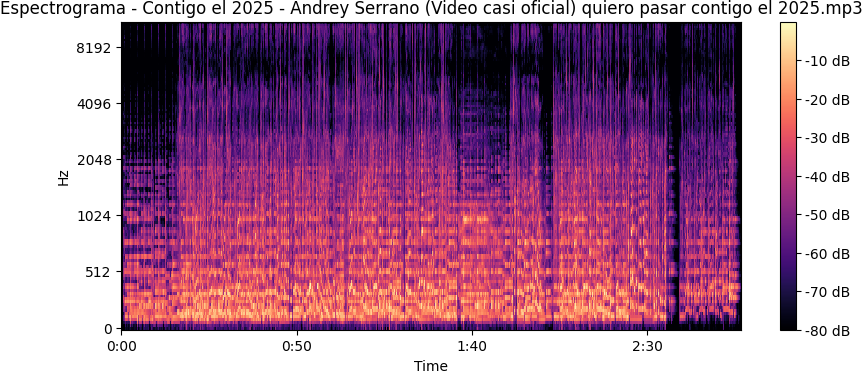 Espectrograma - Contigo el 2025 - Andrey Serrano (Video casi oficial) quiero pasar contigo el 2025.mp3
8192
4096
2048
1024
512
0
Hz
0:00
0:50
1:40
2:30
Time
-10 dB
-20 dB
-30 dB
-40 dB
-50 dB
-60 dB
-70 dB
-80 dB